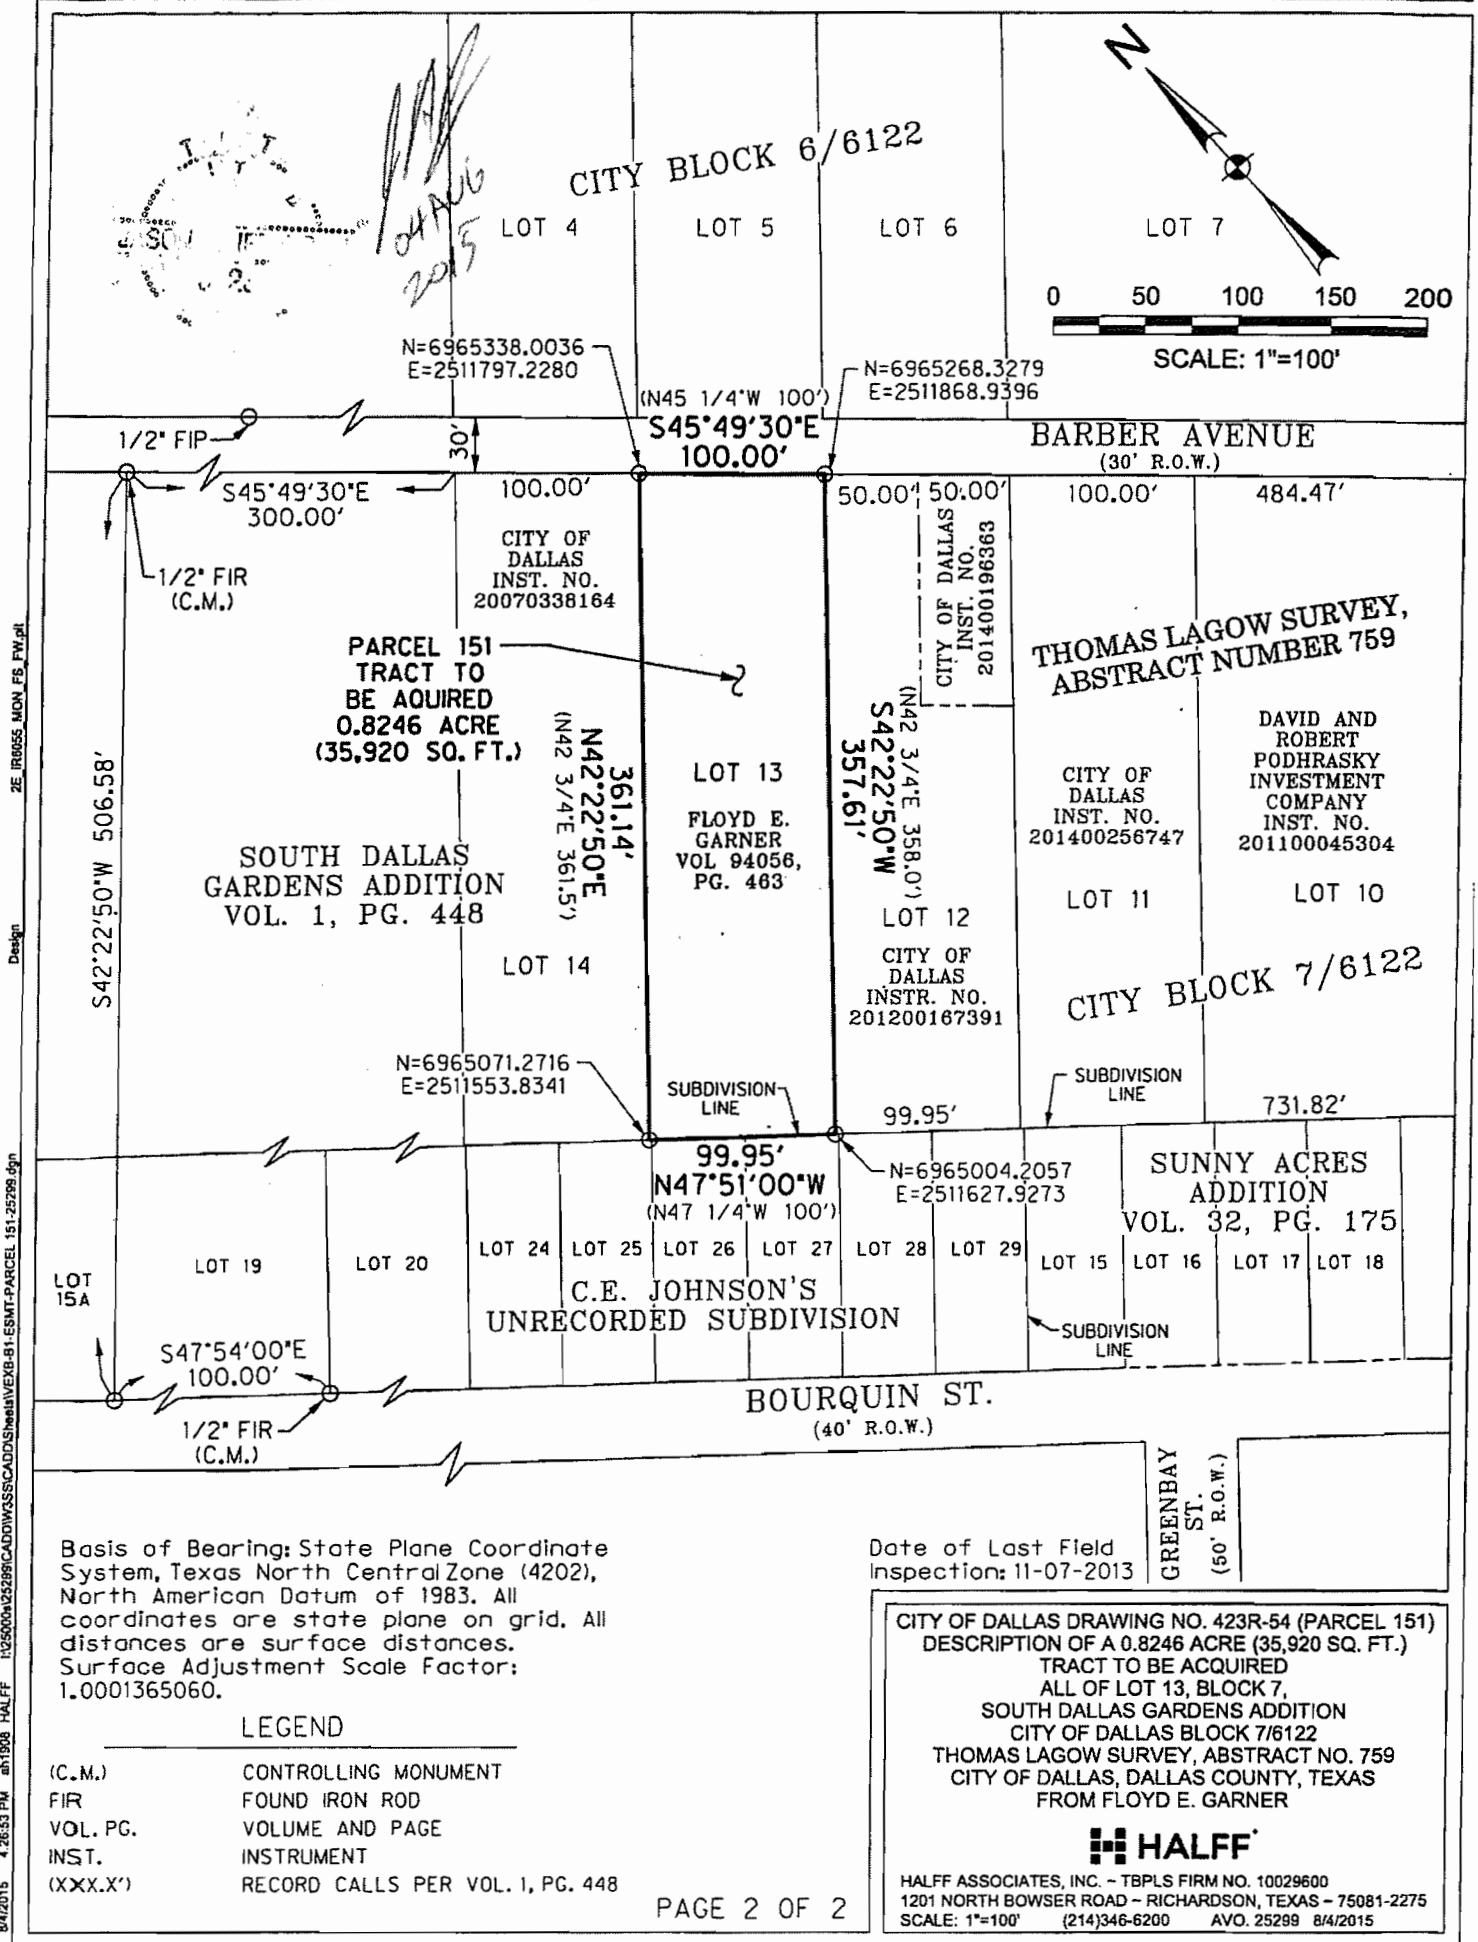 N
CITY BLOCK 6/6122
LOT 4
LOT 5
LOT 6
LOT 7
04 AUG
2015
0 50 100 150 200
SCALE: 1"=100'
N=6965338.0036
E=2511797.2280
N=6965268.3279
E=2511868.9396
(N45 1/4°W 100')
S45°49'30"E
100.00'
BARBER AVENUE
(30' R.O.W.)
1/2" FIP
30'
S45°49'30"E
300.00'
100.00'
50.00'
50.00'
100.00'
484.47'
1/2" FIR
(C.M.)
CITY OF
DALLAS
INST. NO.
20070338164
CITY OF DALLAS
INST. NO.
201400196363
THOMAS LAGOW SURVEY,
ABSTRACT NUMBER 759
PARCEL 151
TRACT TO
BE AQUIRED
0.8246 ACRE
(35,920 SQ. FT.)
S42°22'50"W 506.58'
361.14'
N42°22'50"E
(N42 3/4°E 361.5')
(N42 3/4°E 358.0')
S42°22'50"W
357.61'
LOT 13
FLOYD E.
GARNER
VOL 94056,
PG. 463
CITY OF
DALLAS
INST. NO.
201400256747
DAVID AND
ROBERT
PODHRASKY
INVESTMENT
COMPANY
INST. NO.
201100045304
SOUTH DALLAS
GARDENS ADDITION
VOL. 1, PG. 448
LOT 14
LOT 12
CITY OF
DALLAS
INSTR. NO.
201200167391
LOT 11
LOT 10
CITY BLOCK 7/6122
N=6965071.2716
E=2511553.8341
SUBDIVISION
LINE
99.95'
SUBDIVISION
LINE
731.82'
99.95'
N47°51'00"W
(N47 1/4°W 100')
N=6965004.2057
E=2511627.9273
SUNNY ACRES
ADDITION
VOL. 32, PG. 175
LOT
15A
LOT 19
LOT 20
LOT 24
LOT 25
LOT 26
LOT 27
LOT 28
LOT 29
LOT 15
LOT 16
LOT 17
LOT 18
C.E. JOHNSON'S
UNRECORDED SUBDIVISION
SUBDIVISION
LINE
S47°54'00"E
100.00'
1/2" FIR
(C.M.)
BOURQUIN ST.
(40' R.O.W.)
GREENBAY
ST.
(50' R.O.W.)
Basis of Bearing: State Plane Coordinate
System, Texas North Central Zone (4202),
North American Datum of 1983. All
coordinates are state plane on grid. All
distances are surface distances.
Surface Adjustment Scale Factor:
1.0001365060.
Date of Last Field
Inspection: 11-07-2013
LEGEND
(C.M.) CONTROLLING MONUMENT
FIR FOUND IRON ROD
VOL. PG. VOLUME AND PAGE
INST. INSTRUMENT
(XXX.X') RECORD CALLS PER VOL. 1, PG. 448
PAGE 2 OF 2
CITY OF DALLAS DRAWING NO. 423R-54 (PARCEL 151)
DESCRIPTION OF A 0.8246 ACRE (35,920 SQ. FT.)
TRACT TO BE ACQUIRED
ALL OF LOT 13, BLOCK 7,
SOUTH DALLAS GARDENS ADDITION
CITY OF DALLAS BLOCK 7/6122
THOMAS LAGOW SURVEY, ABSTRACT NO. 759
CITY OF DALLAS, DALLAS COUNTY, TEXAS
FROM FLOYD E. GARNER
HALFF
HALFF ASSOCIATES, INC. – TBPLS FIRM NO. 10029600
1201 NORTH BOWSER ROAD – RICHARDSON, TEXAS – 75081-2275
SCALE: 1"=100' (214)346-6200 AVO. 25299 8/4/2015
2E_IR8055_MON_FS_FW.plt
Design
8/4/2015 4:26:53 PM ah1908 HALFF